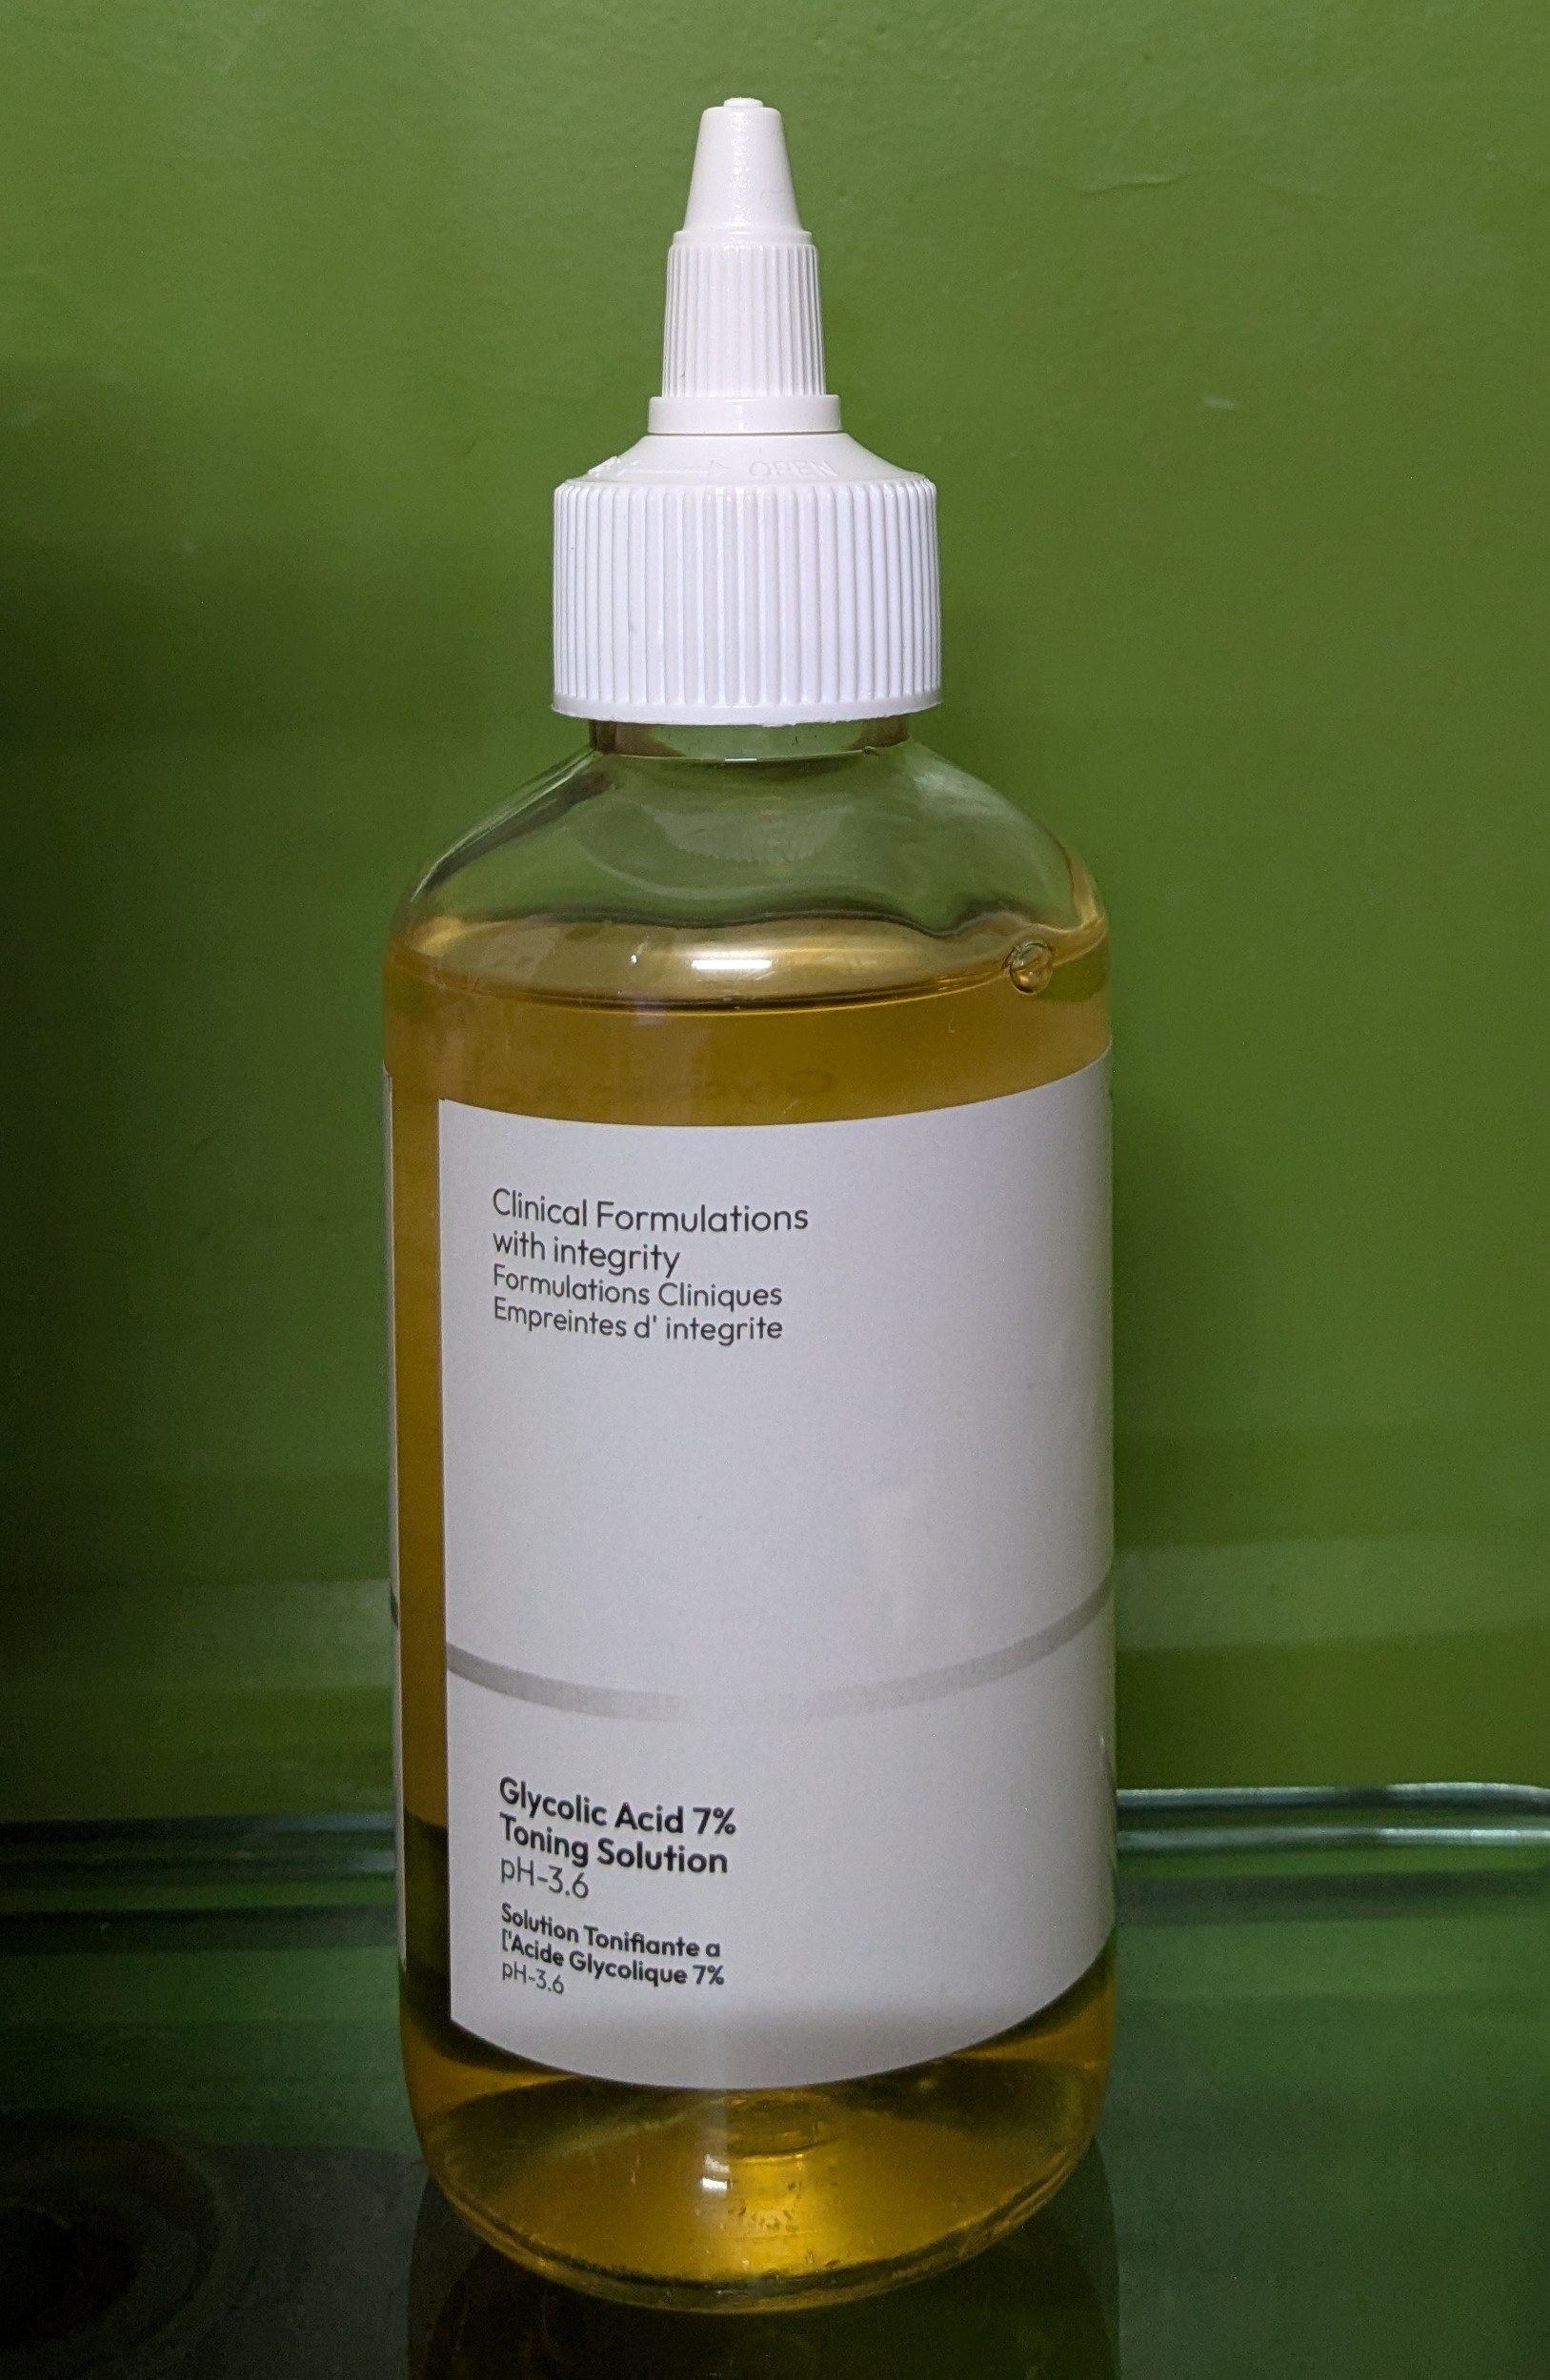 OPEN
Clinical Formulations
with integrity
Formulations Cliniques
Empreintes d' integrite
Glycolic Acid 7%
Toning Solution
pH-3.6
Solution Tonifiante a
l'Acide Glycolique 7%
pH-3.6